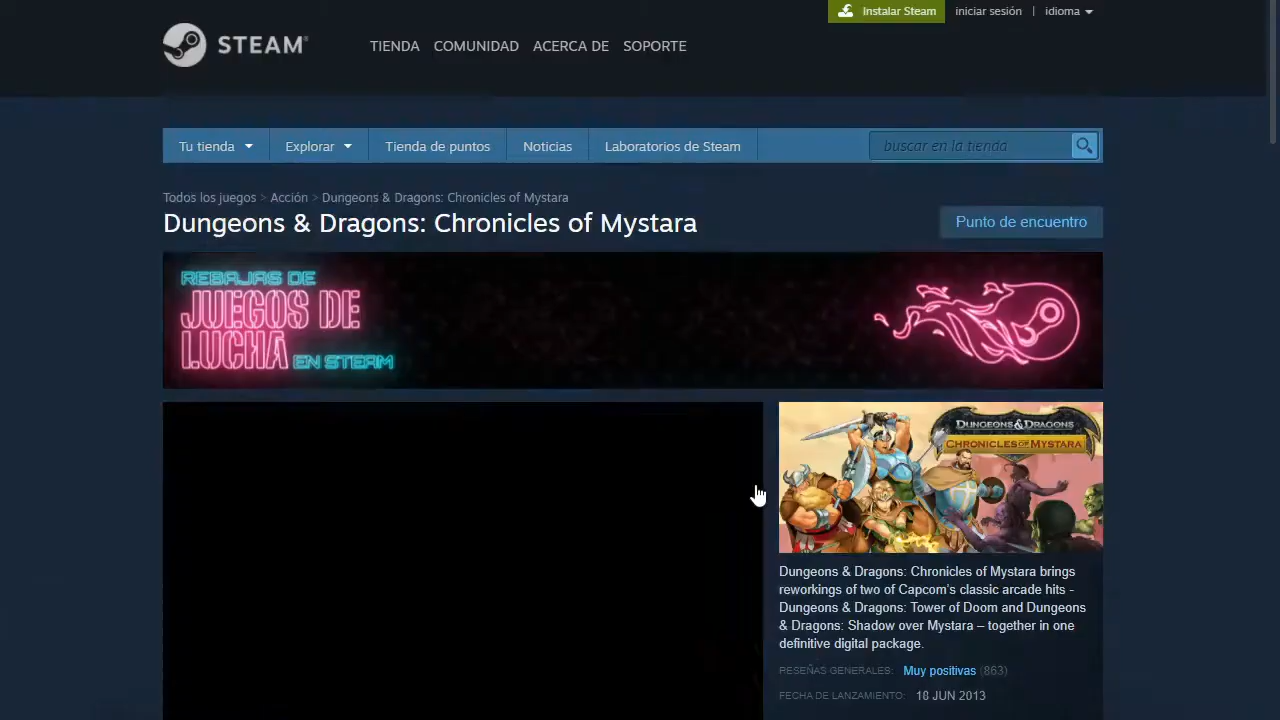 Instalar Steam
iniciar sesión | idioma
STEAM®
TIENDA COMUNIDAD ACERCA DE SOPORTE
Tu tienda Explorar Tienda de puntos Noticias Laboratorios de Steam buscar en la tienda
Todos los juegos > Acción > Dungeons & Dragons: Chronicles of Mystara
Dungeons & Dragons: Chronicles of Mystara
Punto de encuentro
REBAJAS DE
JUEGOS DE
LUCHA EN STEAM
DUNGEONS & DRAGONS
CHRONICLES OF MYSTARA
Dungeons & Dragons: Chronicles of Mystara brings
reworkings of two of Capcom's classic arcade hits -
Dungeons & Dragons: Tower of Doom and Dungeons
& Dragons: Shadow over Mystara – together in one
definitive digital package.
RESEÑAS GENERALES: Muy positivas (863)
FECHA DE LANZAMIENTO: 18 JUN 2013